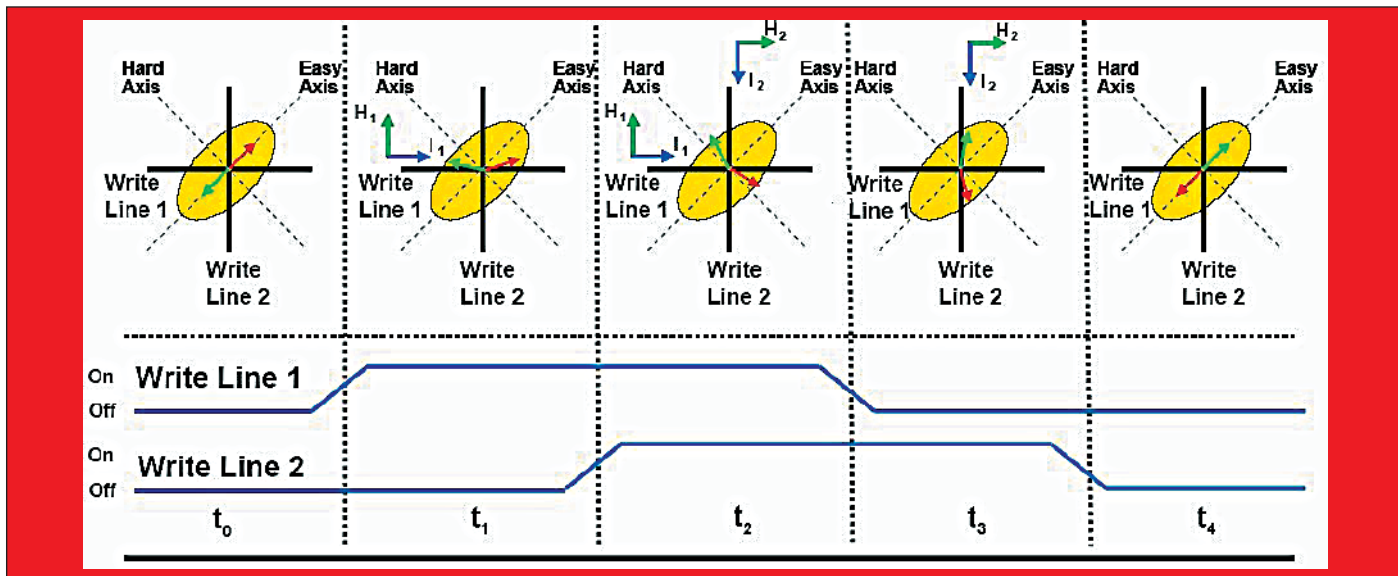 Hard
Axis
Easy
Axis
Write
Line 1
Write
Line 2
Hard
Axis
Easy
Axis
H1
I1
Write
Line 1
Write
Line 2
H2
I2
Hard
Axis
Easy
Axis
H1
I1
Write
Line 1
Write
Line 2
H2
I2
Hard
Axis
Easy
Axis
Write
Line 1
Write
Line 2
Hard
Axis
Easy
Axis
Write
Line 1
Write
Line 2
On
Write Line 1
Off
On
Write Line 2
Off
t0 t1 t2 t3 t4